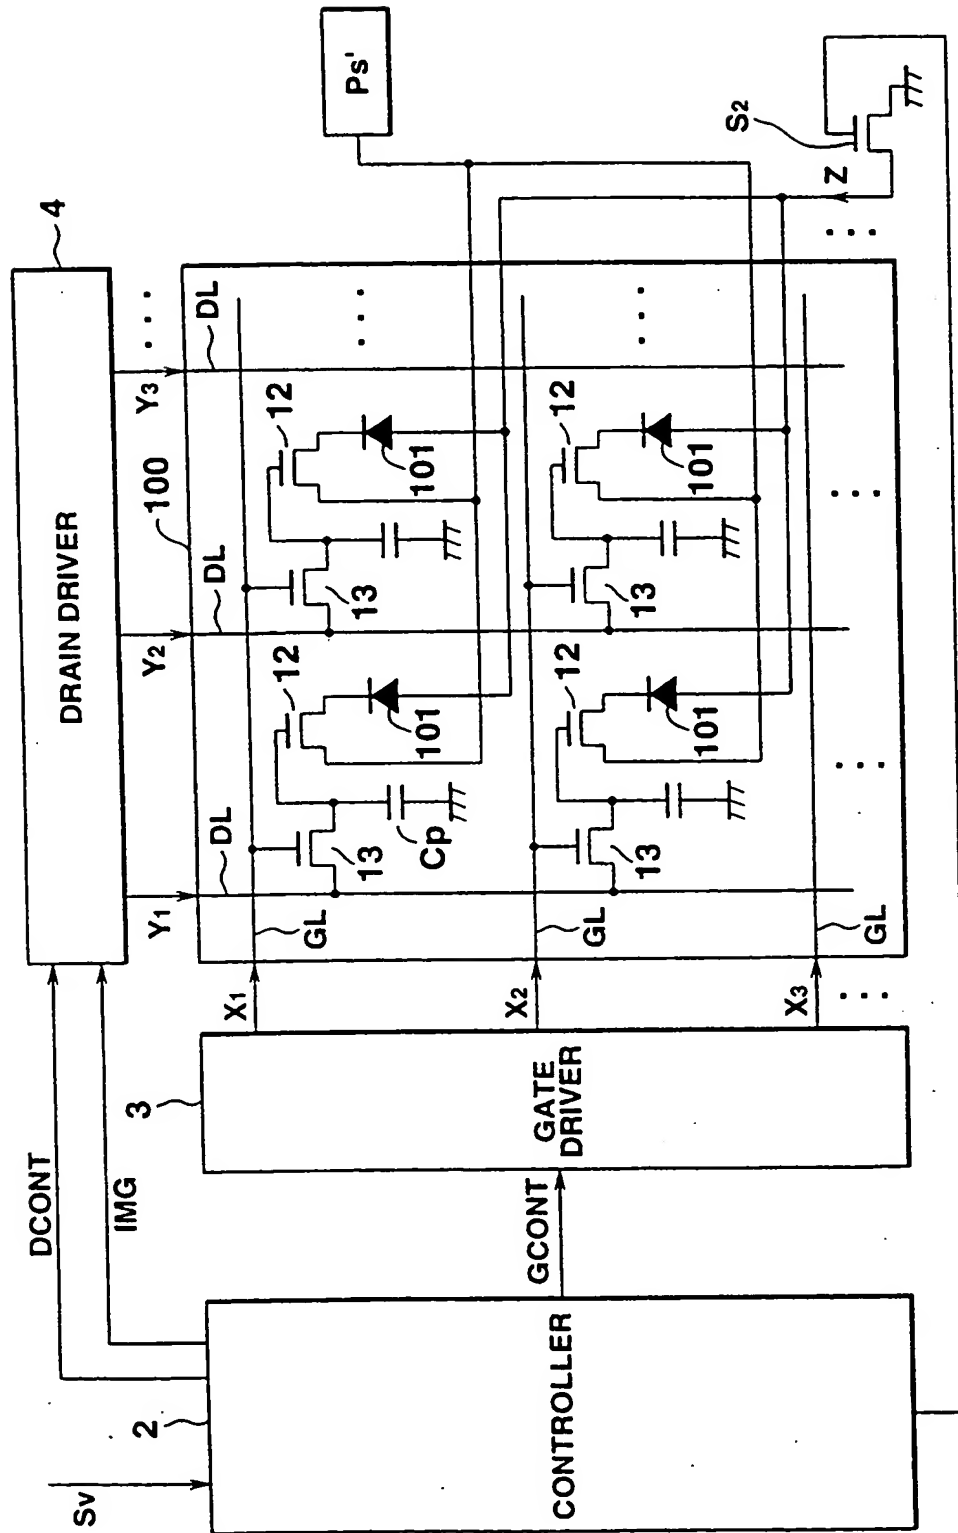 Sv
2
CONTROLLER
DCONT
IMG
GCONT
3
GATE
DRIVER
4
DRAIN DRIVER
X1
X2
X3
...
Y1
Y2
Y3
...
100
DL
DL
DL
GL
GL
GL
13
Cp
12
101
13
12
101
...
13
12
101
13
12
101
...
...
...
...
Ps'
S2
Z